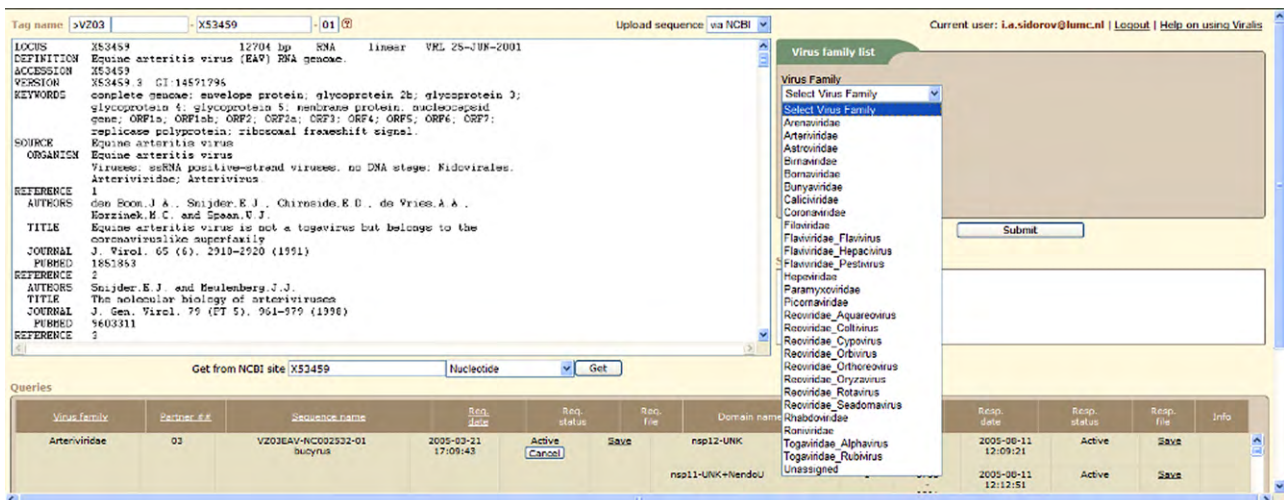 Tag name >VZ03 - X53459 - 01 Upload sequence via NCBI Current user: i.a.sidorov@lumc.nl | Logout | Help on using Viralis
LOCUS X53459 12704 bp RNA linear VRL 25-JUN-2001
DEFINITION Equine arteritis virus (EAV) RNA genome.
ACCESSION X53459
VERSION X53459.3 GI:14571796
KEYWORDS complete genome; envelope protein; glycoprotein 2b; glycoprotein 3;
glycoprotein 4; glycoprotein 5; membrane protein; nucleocapsid
gene; ORF1a; ORF1ab; ORF2; ORF2a; ORF3; ORF4; ORF5; ORF6; ORF7;
replicase polyprotein; ribosomal frameshift signal.
SOURCE Equine arteritis virus
ORGANISM Equine arteritis virus
Viruses; ssRNA positive-strand viruses, no DNA stage; Nidovirales;
Arteriviridae; Arterivirus.
REFERENCE 1
AUTHORS den Boon,J.A., Snijder,E.J., Chirnside,E.D., de Vries,A.A.,
Horzinek,M.C. and Spaan,W.J.
TITLE Equine arteritis virus is not a togavirus but belongs to the
coronaviruslike superfamily
JOURNAL J. Virol. 65 (6), 2910-2920 (1991)
PUBMED 1851863
REFERENCE 2
AUTHORS Snijder,E.J. and Meulenberg,J.J.
TITLE The molecular biology of arteriviruses
JOURNAL J. Gen. Virol. 79 (PT 5), 961-979 (1998)
PUBMED 9603311
REFERENCE 3
Get from NCBI site X53459 Nucleotide Get
Virus family list
Virus Family
Select Virus Family
Select Virus Family
Arenaviridae
Arteriviridae
Astroviridae
Birnaviridae
Bornaviridae
Bunyaviridae
Caliciviridae
Coronaviridae
Filoviridae
Flaviviridae_Flavivirus
Flaviviridae_Hepacivirus
Flaviviridae_Pestivirus
Hepeviridae
Paramyxoviridae
Picornaviridae
Reoviridae_Aquareovirus
Reoviridae_Coltivirus
Reoviridae_Cypovirus
Reoviridae_Orbivirus
Reoviridae_Orthoreovirus
Reoviridae_Oryzavirus
Reoviridae_Rotavirus
Reoviridae_Seadornavirus
Rhabdoviridae
Roniviridae
Togaviridae_Alphavirus
Togaviridae_Rubivirus
Unassigned
Submit
Queries
Virus family Partner ## Sequence name Req. date Req. status Req. file Domain name Resp. date Resp. status Resp. file Info
Arteriviridae 03 VZ03EAV-NC002532-01 bucyrus 2005-03-21 17:09:43 Active Cancel Save nsp12-UNK 2005-08-11 12:09:21 Active Save
nsp11-UNK+NendoU 2005-08-11 12:12:51 Active Save